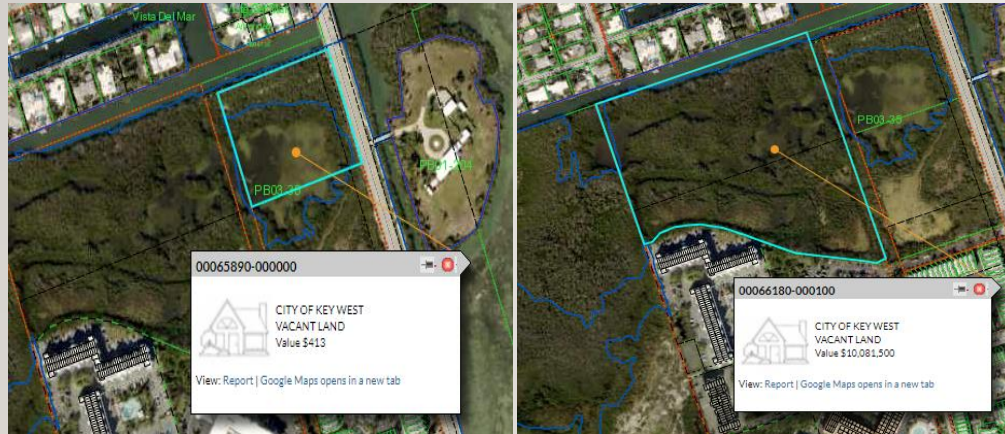 Vista Del Mar
PB03-35
00065890-000000
CITY OF KEY WEST
VACANT LAND
Value $413
View: Report | Google Maps opens in a new tab
PB03-35
00066180-000100
CITY OF KEY WEST
VACANT LAND
Value $10,081,500
View: Report | Google Maps opens in a new tab